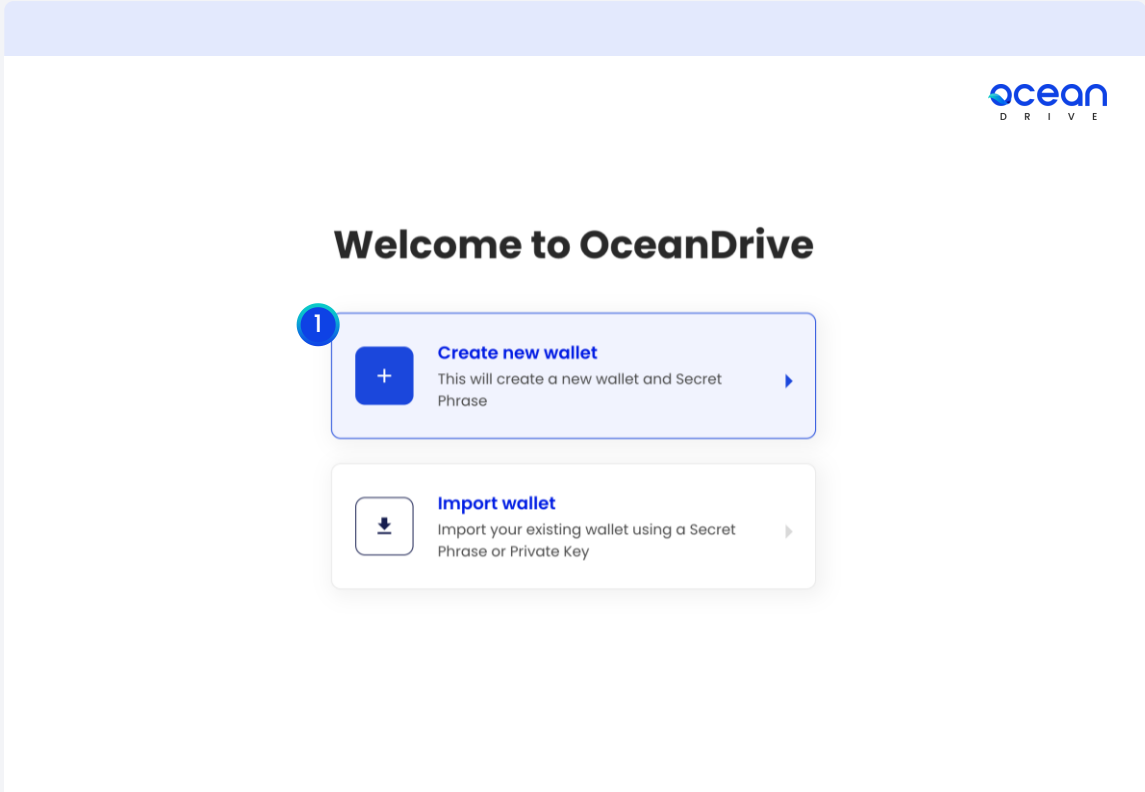 ocean
DRIVE
Welcome to OceanDrive
1
Create new wallet
This will create a new wallet and Secret
Phrase
Import wallet
Import your existing wallet using a Secret
Phrase or Private Key